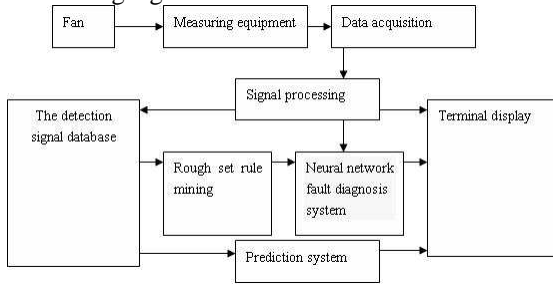 Fan
Measuring equipment
Data acquisition
Signal processing
The detection
signal database
Terminal display
Rough set rule
mining
Neural network
fault diagnosis
system
Prediction system